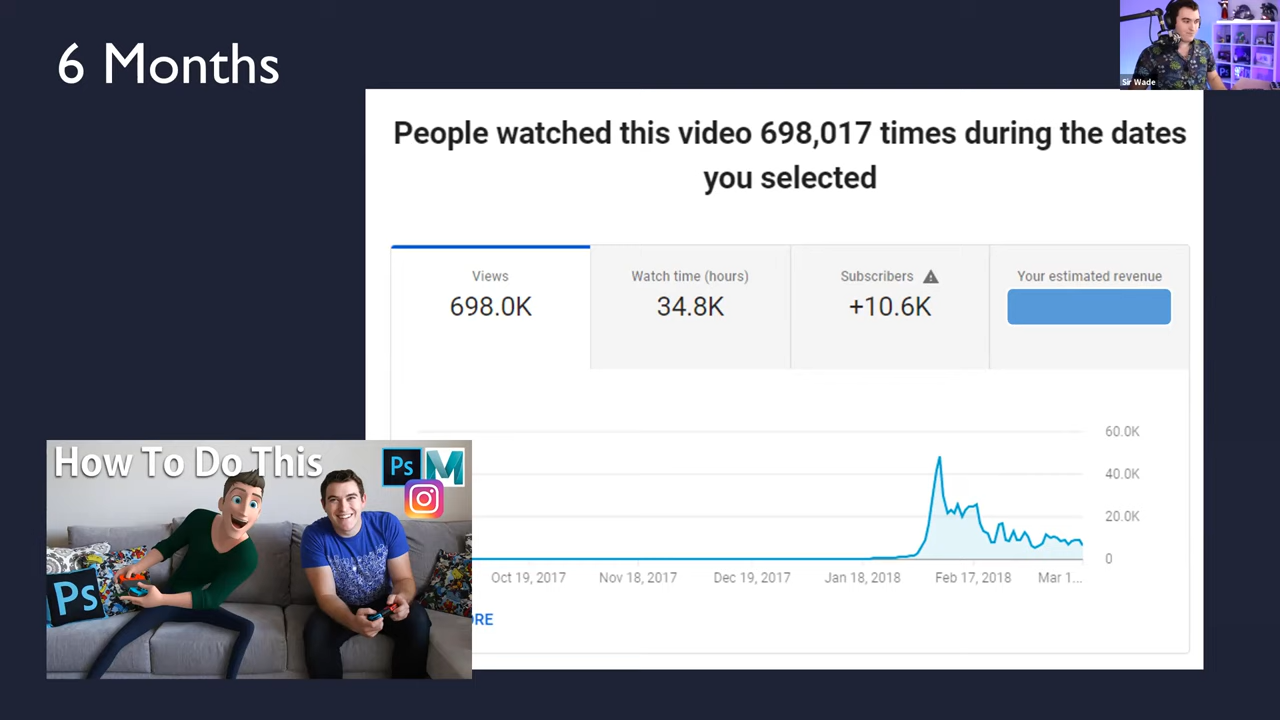 6 Months
Sir Wade
People watched this video 698,017 times during the dates
you selected
Views
698.0K
Watch time (hours)
34.8K
Subscribers
+10.6K
Your estimated revenue
60.0K
40.0K
20.0K
0
Oct 19, 2017
Nov 18, 2017
Dec 19, 2017
Jan 18, 2018
Feb 17, 2018
Mar 1...
ORE
How To Do This
Ps
M
Ps